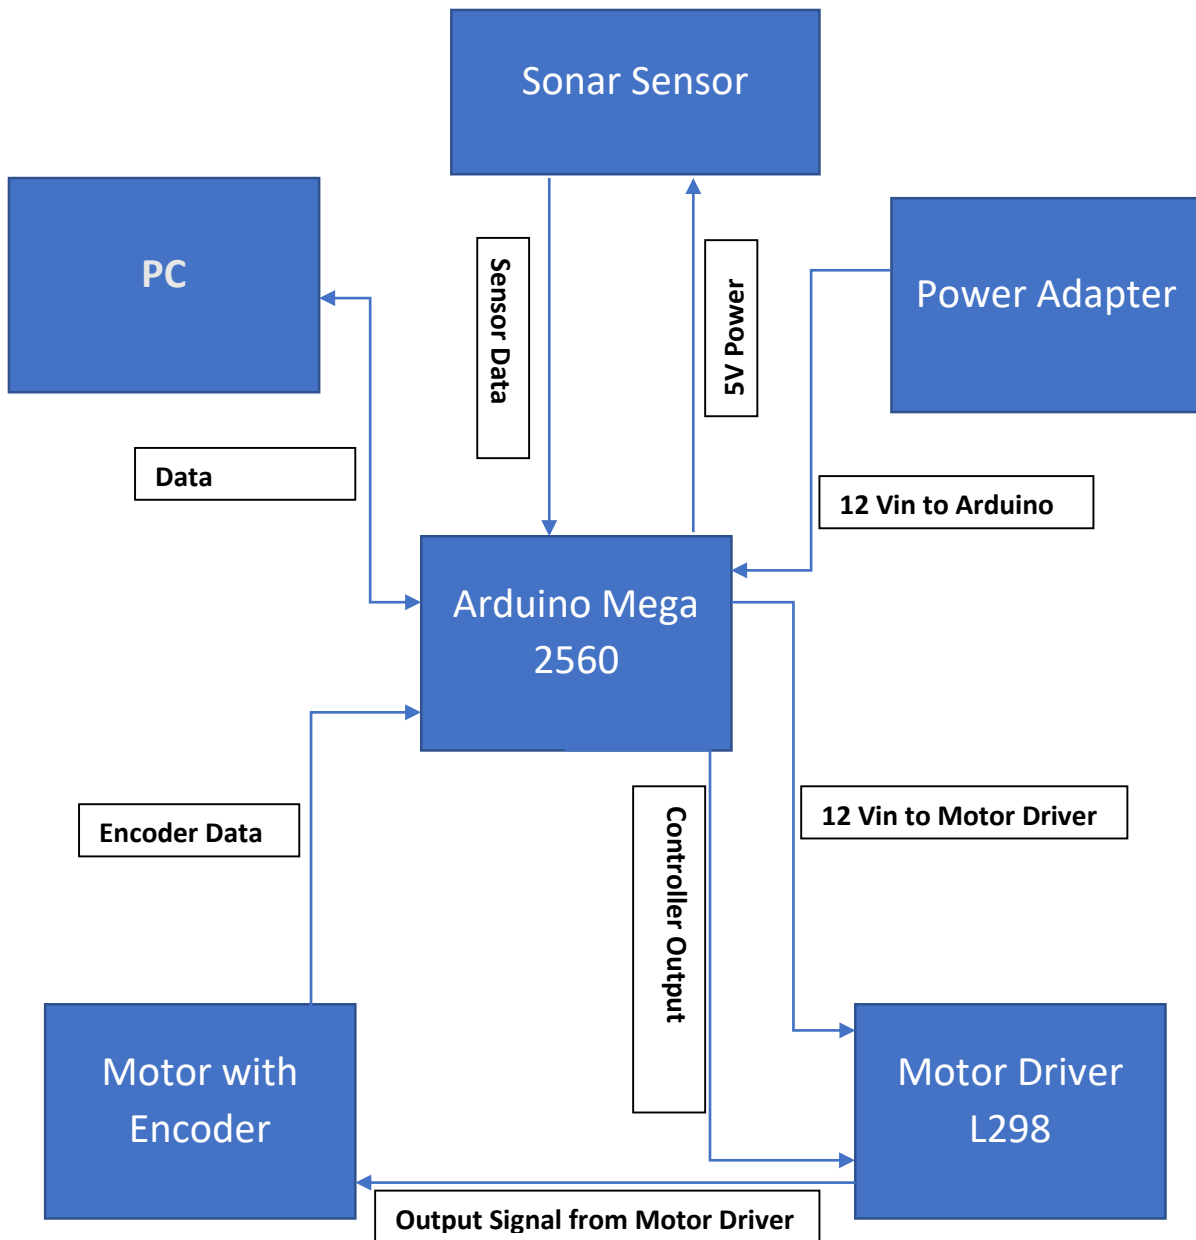 Sonar Sensor
PC
Power Adapter
Sensor Data
5V Power
Data
12 Vin to Arduino
Arduino Mega
2560
Encoder Data
Controller Output
12 Vin to Motor Driver
Motor with
Encoder
Motor Driver
L298
Output Signal from Motor Driver